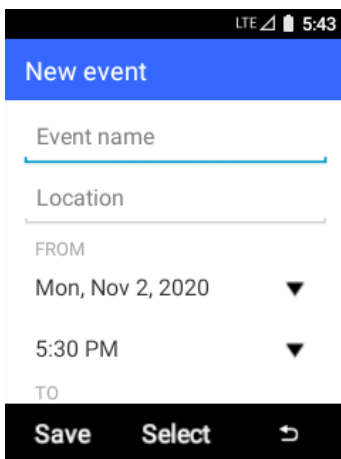 LTE 5:43
New event
Event name
Location
FROM
Mon, Nov 2, 2020
5:30 PM
TO
Save Select